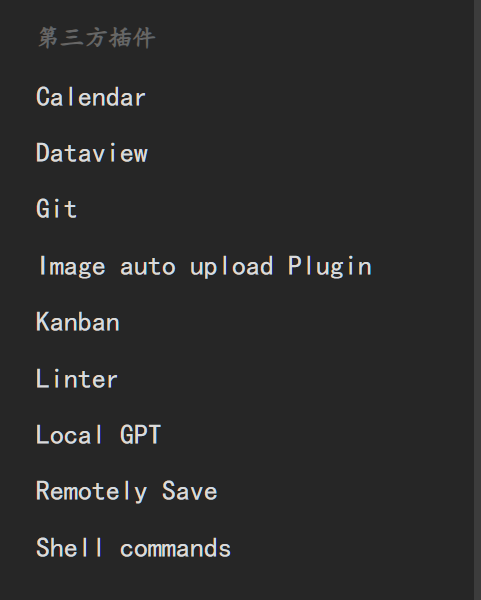 第三方插件
Calendar
Dataview
Git
Image auto upload Plugin
Kanban
Linter
Local GPT
Remotely Save
Shell commands